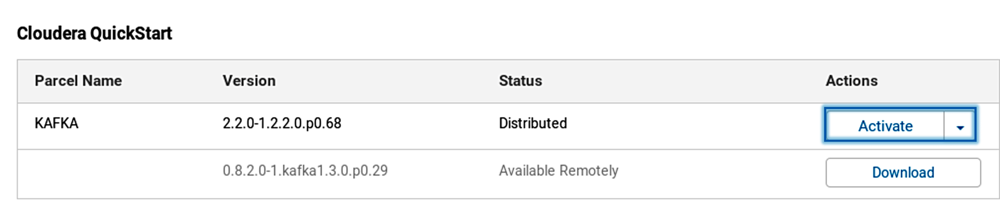 Cloudera QuickStart
Parcel Name Version Status Actions
KAFKA 2.2.0-1.2.2.0.p0.68 Distributed Activate
0.8.2.0-1.kafka1.3.0.p0.29 Available Remotely Download